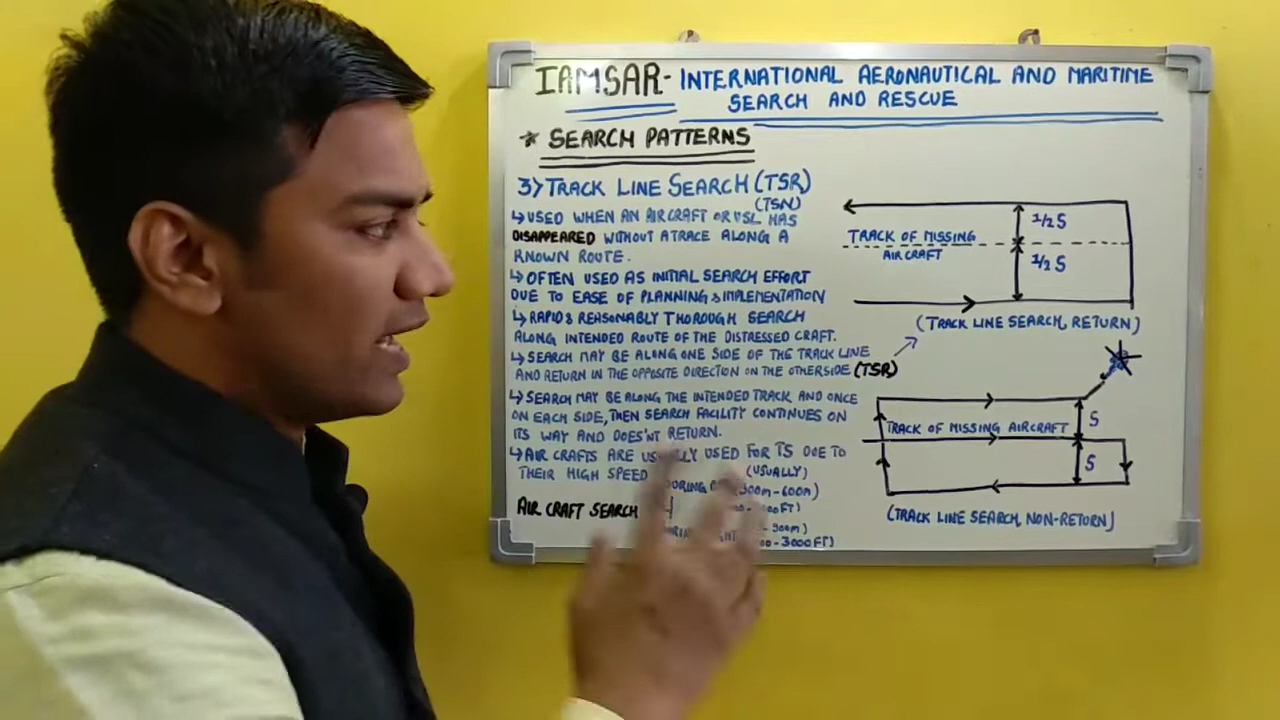 IAMSAR- INTERNATIONAL AERONAUTICAL AND MARITIME
SEARCH AND RESCUE
* SEARCH PATTERNS
3) TRACK LINE SEARCH (TSR)
(TSN)
↳ USED WHEN AN AIRCRAFT OR VSL HAS
DISAPPEARED WITHOUT A TRACE ALONG A
KNOWN ROUTE.
↳ OFTEN USED AS INITIAL SEARCH EFFORT
DUE TO EASE OF PLANNING & IMPLEMENTATION
↳ RAPID & REASONABLY THOROUGH SEARCH
ALONG INTENDED ROUTE OF THE DISTRESSED CRAFT.
↳ SEARCH MAY BE ALONG ONE SIDE OF THE TRACK LINE
AND RETURN IN THE OPPOSITE DIRECTION ON THE OTHERSIDE (TSR)
↳ SEARCH MAY BE ALONG THE INTENDED TRACK AND ONCE
ON EACH SIDE, THEN SEARCH FACILITY CONTINUES ON
ITS WAY AND DOES'NT RETURN.
↳ AIR CRAFTS ARE USUALLY USED FOR TS DUE TO
THEIR HIGH SPEED (USUALLY)
DURING (300m-600m)
AIR CRAFT SEARCH
-3000 FT)
1/2 S
TRACK OF MISSING
AIR CRAFT
1/2 S
(TRACK LINE SEARCH, RETURN)
S
TRACK OF MISSING AIRCRAFT
S
(TRACK LINE SEARCH, NON-RETURN)